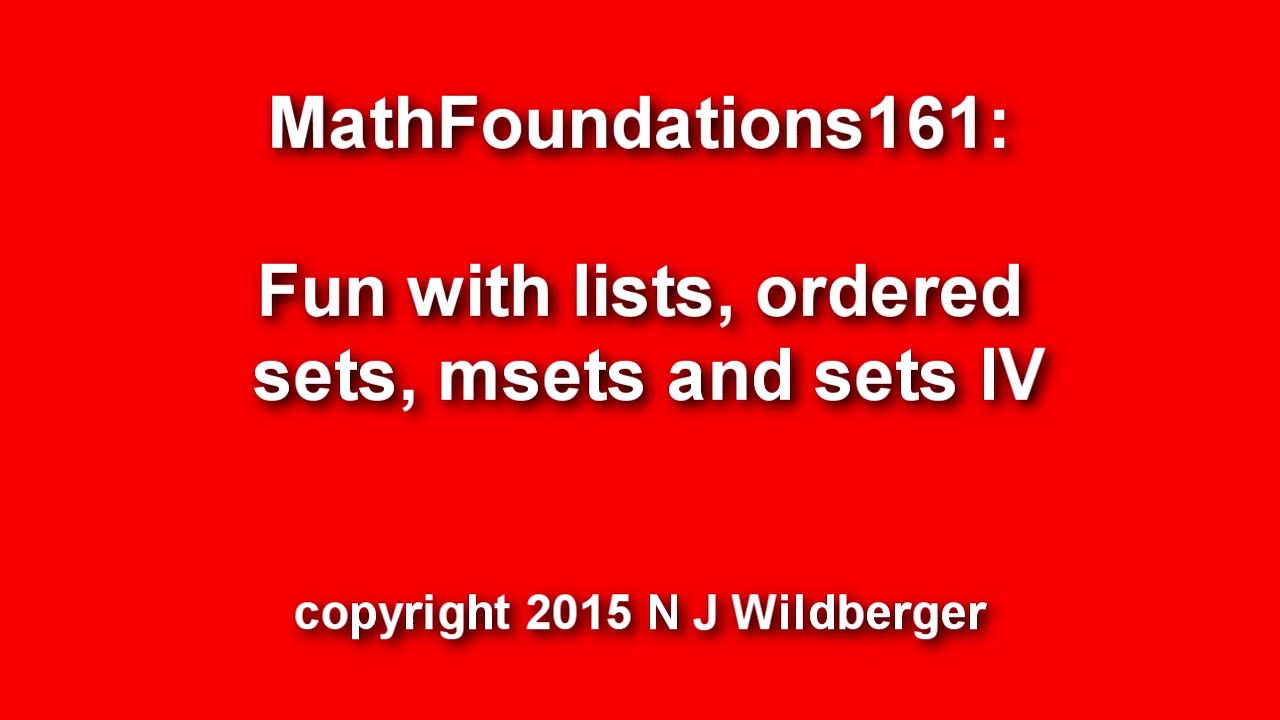 MathFoundations161:
Fun with lists, ordered
sets, msets and sets IV
copyright 2015 N J Wildberger